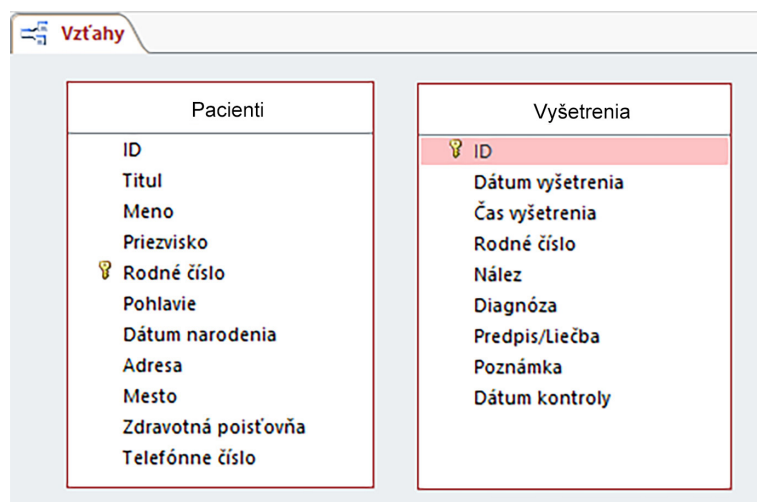 Vzťahy
Pacienti
ID
Titul
Meno
Priezvisko
Rodné číslo
Pohlavie
Dátum narodenia
Adresa
Mesto
Zdravotná poisťovňa
Telefónne číslo
Vyšetrenia
ID
Dátum vyšetrenia
Čas vyšetrenia
Rodné číslo
Nález
Diagnóza
Predpis/Liečba
Poznámka
Dátum kontroly